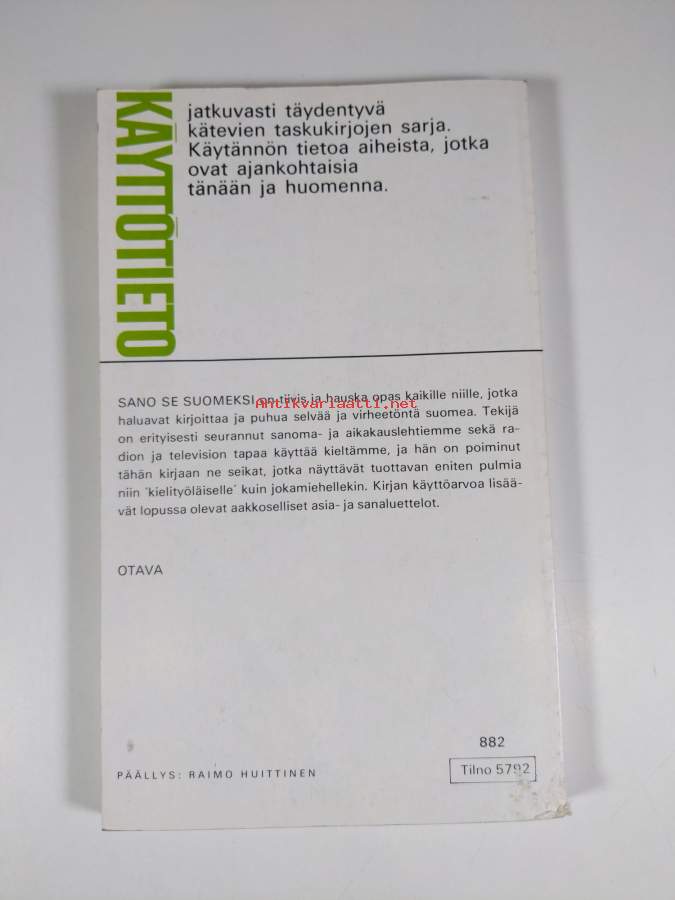 KÄYTTÖTIETO
jatkuvasti täydentyvä
kätevien taskukirjojen sarja.
Käytännön tietoa aiheista, jotka
ovat ajankohtaisia
tänään ja huomenna.
SANO SE SUOMEKSI on tiivis ja hauska opas kaikille niille, jotka
Antikvariaatti.net
haluavat kirjoittaa ja puhua selvää ja virheetöntä suomea. Tekijä
on erityisesti seurannut sanoma- ja aikakauslehtiemme sekä ra-
dion ja television tapaa käyttää kieltämme, ja hän on poiminut
tähän kirjaan ne seikat, jotka näyttävät tuottavan eniten pulmia
niin ʻkielityöläiselleʼ kuin jokamiehellekin. Kirjan käyttöarvoa lisää-
vät lopussa olevat aakkoselliset asia- ja sanaluettelot.
OTAVA
882
PÄÄLLYS: RAIMO HUITTINEN
Tilno 5792